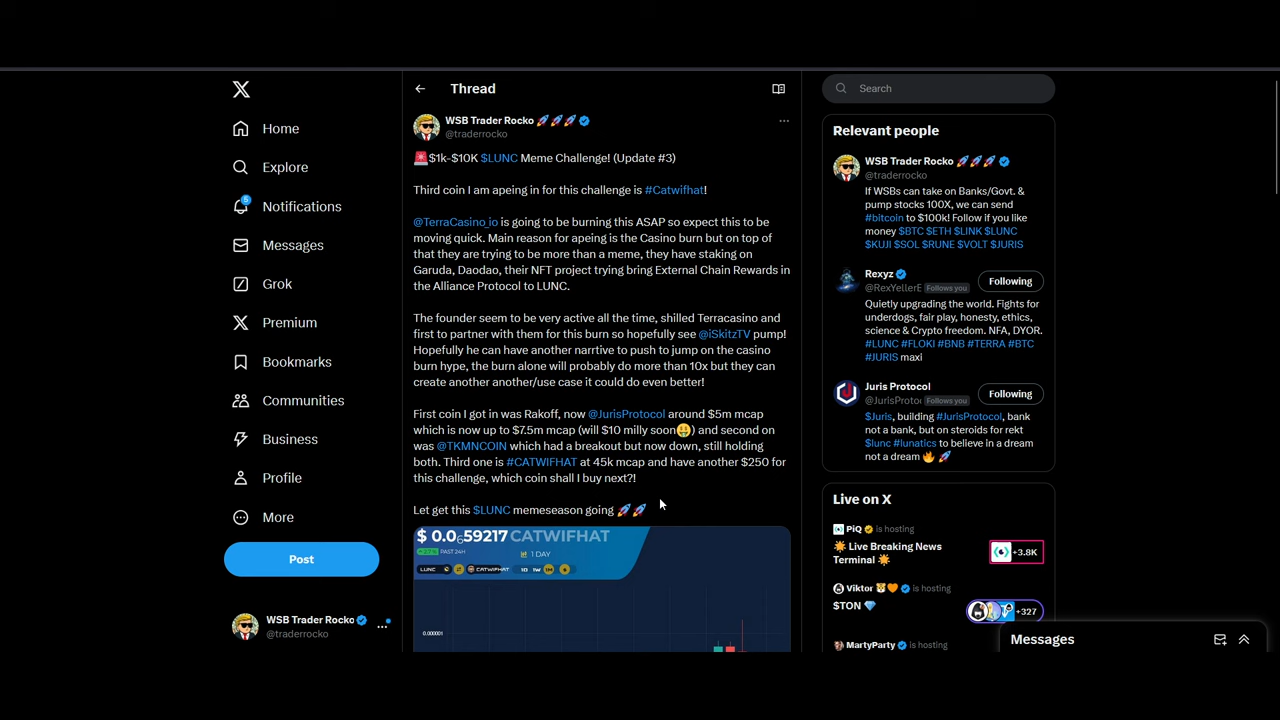 Home
Explore
5
Notifications
Messages
Grok
Premium
Bookmarks
Communities
Business
Profile
More
Post
WSB Trader Rocko
@traderrocko
Thread
WSB Trader Rocko 🚀🚀🚀
@traderrocko
🚨$1k-$10K $LUNC Meme Challenge! (Update #3)
Third coin I am apeing in for this challenge is #Catwifhat!
@TerraCasino_io is going to be burning this ASAP so expect this to be
moving quick. Main reason for apeing is the Casino burn but on top of
that they are trying to be more than a meme, they have staking on
Garuda, Daodao, their NFT project trying bring External Chain Rewards in
the Alliance Protocol to LUNC.
The founder seem to be very active all the time, shilled Terracasino and
first to partner with them for this burn so hopefully see @iSkitzTV pump!
Hopefully he can have another narrtive to push to jump on the casino
burn hype, the burn alone will probably do more than 10x but they can
create another another/use case it could do even better!
First coin I got in was Rakoff, now @JurisProtocol around $5m mcap
which is now up to $7.5m mcap (will $10 milly soon🤑) and second on
was @TKMNCOIN which had a breakout but now down, still holding
both. Third one is #CATWIFHAT at 45k mcap and have another $250 for
this challenge, which coin shall I buy next?!
Let get this $LUNC memeseason going 🚀🚀
$ 0.0₆59217 CATWIFHAT
PAST 24H
1 DAY
LUNC
CATWIFHAT
1D 1W 1M
0.000001
Search
Relevant people
WSB Trader Rocko 🚀🚀🚀
@traderrocko
If WSBs can take on Banks/Govt. &
pump stocks 100X, we can send
#bitcoin to $100k! Follow if you like
money $BTC $ETH $LINK $LUNC
$KUJI $SOL $RUNE $VOLT $JURIS
Rexyz
Following
@RexYellerE Follows you
Quietly upgrading the world. Fights for
underdogs, fair play, honesty, ethics,
science & Crypto freedom. NFA, DYOR.
#LUNC #FLOKI #BNB #TERRA #BTC
#JURIS maxi
Juris Protocol
Following
@JurisProto Follows you
$Juris, building #JurisProtocol, bank
not a bank, but on steroids for rekt
$lunc #lunatics to believe in a dream
not a dream 🔥 🚀
Live on X
PiQ is hosting
☀️ Live Breaking News
Terminal ☀️
+3.8K
Viktor is hosting
$TON 💎
+327
MartyParty is hosting
Messages